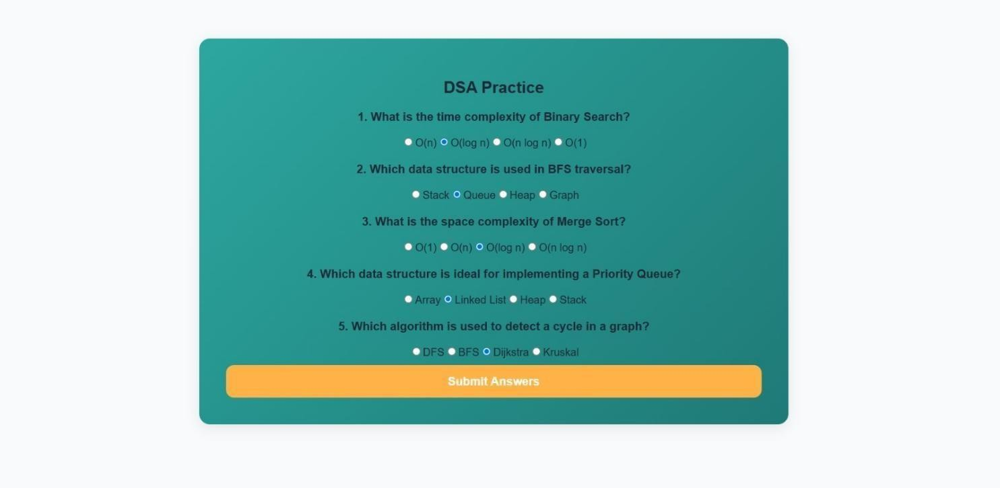 DSA Practice
1. What is the time complexity of Binary Search?
O(n) O(log n) O(n log n) O(1)
2. Which data structure is used in BFS traversal?
Stack Queue Heap Graph
3. What is the space complexity of Merge Sort?
O(1) O(n) O(log n) O(n log n)
4. Which data structure is ideal for implementing a Priority Queue?
Array Linked List Heap Stack
5. Which algorithm is used to detect a cycle in a graph?
DFS BFS Dijkstra Kruskal
Submit Answers